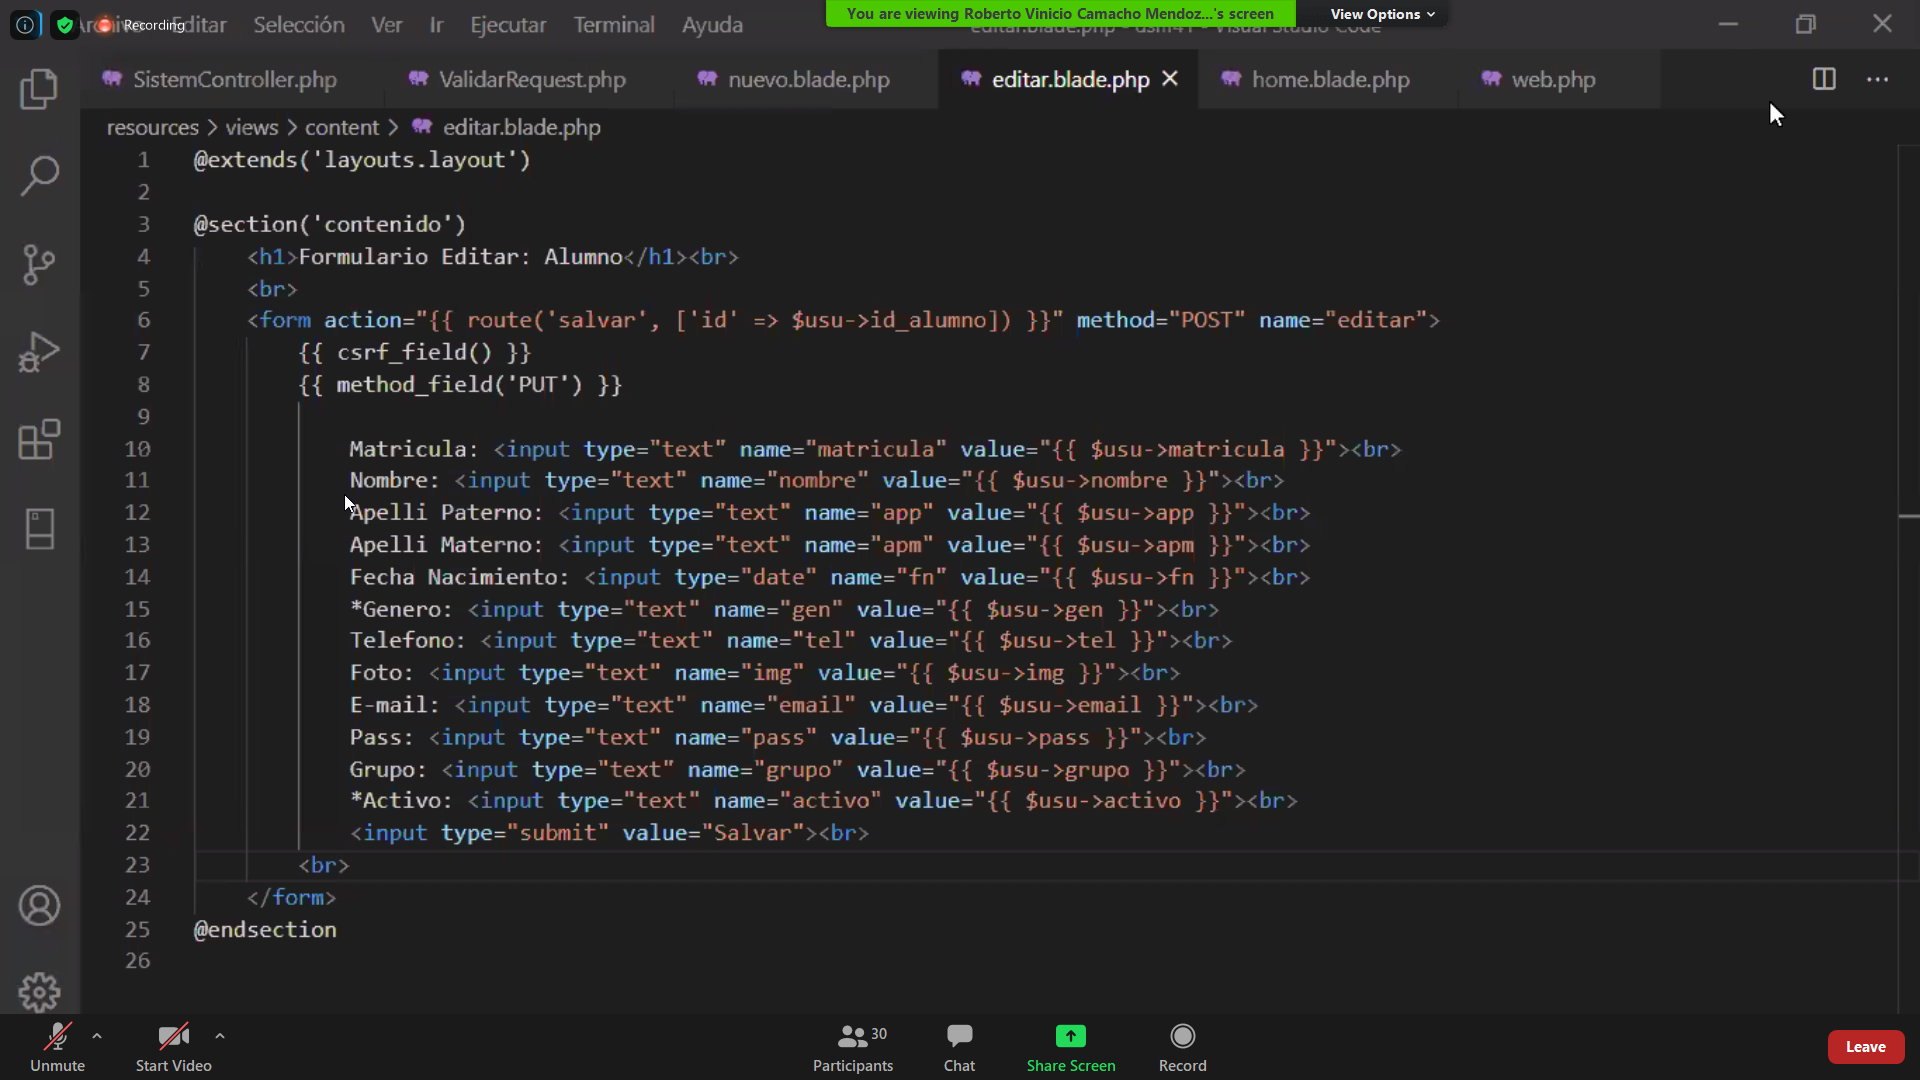 Archivo Editar Selección Ver Ir Ejecutar Terminal Ayuda
Recording
You are viewing Roberto Vinicio Camacho Mendoz...'s screen View Options
editar.blade.php - dsm41 - Visual Studio Code
SistemController.php ValidarRequest.php nuevo.blade.php editar.blade.php home.blade.php web.php
resources > views > content > editar.blade.php
1 @extends('layouts.layout')
2
3 @section('contenido')
4 <h1>Formulario Editar: Alumno</h1><br>
5 <br>
6 <form action="{{ route('salvar', ['id' => $usu->id_alumno]) }}" method="POST" name="editar">
7 {{ csrf_field() }}
8 {{ method_field('PUT') }}
9
10 Matricula: <input type="text" name="matricula" value="{{ $usu->matricula }}"><br>
11 Nombre: <input type="text" name="nombre" value="{{ $usu->nombre }}"><br>
12 Apelli Paterno: <input type="text" name="app" value="{{ $usu->app }}"><br>
13 Apelli Materno: <input type="text" name="apm" value="{{ $usu->apm }}"><br>
14 Fecha Nacimiento: <input type="date" name="fn" value="{{ $usu->fn }}"><br>
15 *Genero: <input type="text" name="gen" value="{{ $usu->gen }}"><br>
16 Telefono: <input type="text" name="tel" value="{{ $usu->tel }}"><br>
17 Foto: <input type="text" name="img" value="{{ $usu->img }}"><br>
18 E-mail: <input type="text" name="email" value="{{ $usu->email }}"><br>
19 Pass: <input type="text" name="pass" value="{{ $usu->pass }}"><br>
20 Grupo: <input type="text" name="grupo" value="{{ $usu->grupo }}"><br>
21 *Activo: <input type="text" name="activo" value="{{ $usu->activo }}"><br>
22 <input type="submit" value="Salvar"><br>
23 <br>
24 </form>
25 @endsection
26
30
Unmute Start Video Participants Chat Share Screen Record Leave